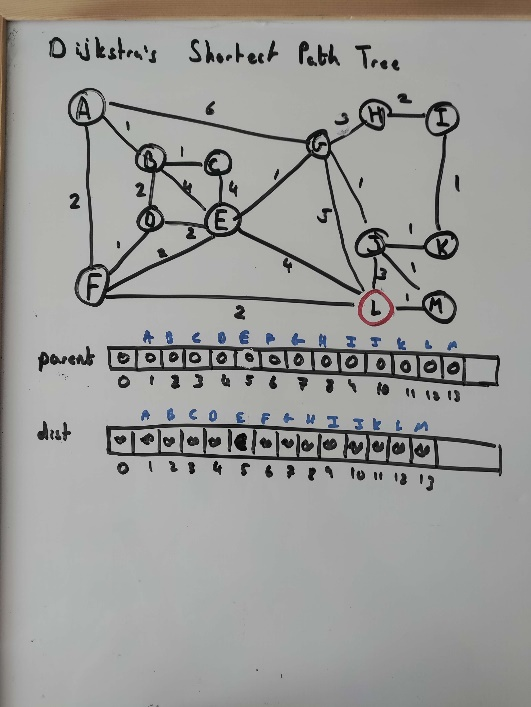 Dijkstra's Shortest Path Tree
A 6 H 2 I
3
1 G
B 1 C
2 2 4 4 1 1 1
5
D 2 E
1 J 1 K
2 4 3 1
F L 1 M
2
A B C D E F G H I J K L M
parent 0 0 0 0 0 0 0 0 0 0 0 0 0 0
0 1 2 3 4 5 6 7 8 9 10 11 12 13
A B C D E F G H I J K L M
dist ∞ ∞ ∞ ∞ ∞ ∞ ∞ ∞ ∞ ∞ ∞ ∞ ∞
0 1 2 3 4 5 6 7 8 9 10 11 12 13